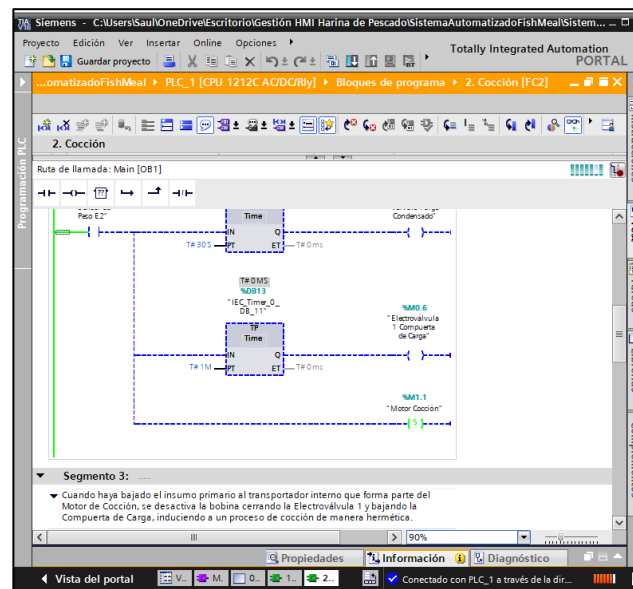 Siemens - C:\Users\Saul\OneDrive\Escritorio\Gestión HMI Harina de Pescado\SistemaAutomatizadoFishMeal\Sistem...
Proyecto Edición Ver Insertar Online Opciones
Totally Integrated Automation
PORTAL
Guardar proyecto
...omatizadoFishMeal PLC_1 [CPU 1212C AC/DC/Rly] Bloques de programa 2. Cocción [FC2]
2. Cocción
Programación PLC
Ruta de llamada: Main [OB1]
Peso E2"
Time
Condensado"
IN Q
T# 30S PT ET T# 0ms
T# 0MS
%DB13
"IEC_Timer_0_
DB_11"
%M0.6
"Electroválvula
1 Compuerta
de Carga"
TP
Time
IN Q
T# 1M PT ET T# 0ms
%M1.1
"Motor Cocción"
S
Segmento 3: .....
Cuando haya bajado el insumo primario al transportador interno que forma parte del
Motor de Cocción, se desactiva la bobina cerrando la Electroválvula 1 y bajando la
Compuerta de Carga, induciendo a un proceso de cocción de manera hermética.
90%
Propiedades Información Diagnóstico
Vista del portal V.. M. 0.. 1.. 2.. Conectado con PLC_1 a través de la dir...